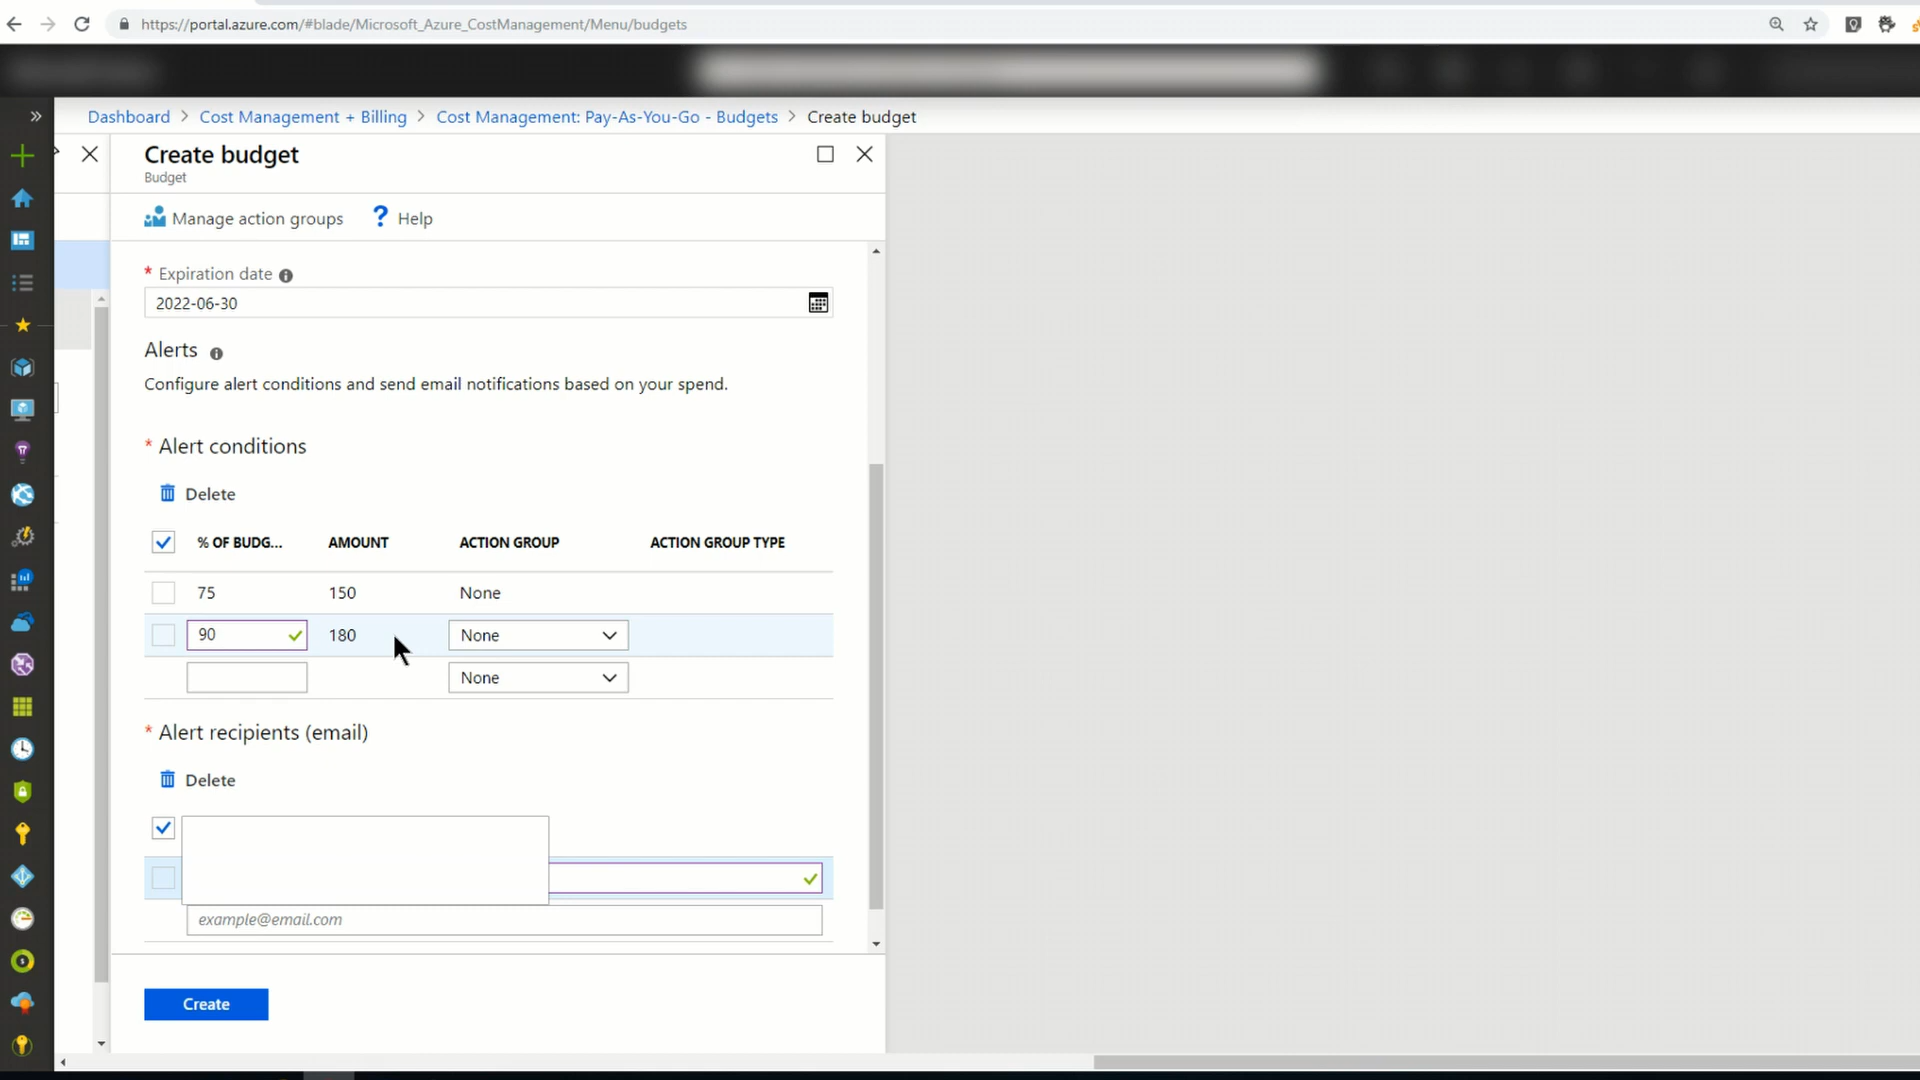 https://portal.azure.com/#blade/Microsoft_Azure_CostManagement/Menu/budgets
Dashboard > Cost Management + Billing > Cost Management: Pay-As-You-Go - Budgets > Create budget
Create budget
Budget
Manage action groups ? Help
* Expiration date
2022-06-30
Alerts
Configure alert conditions and send email notifications based on your spend.
* Alert conditions
Delete
% OF BUDG... AMOUNT ACTION GROUP ACTION GROUP TYPE
75 150 None
90 180 None
None
* Alert recipients (email)
Delete
example@email.com
Create